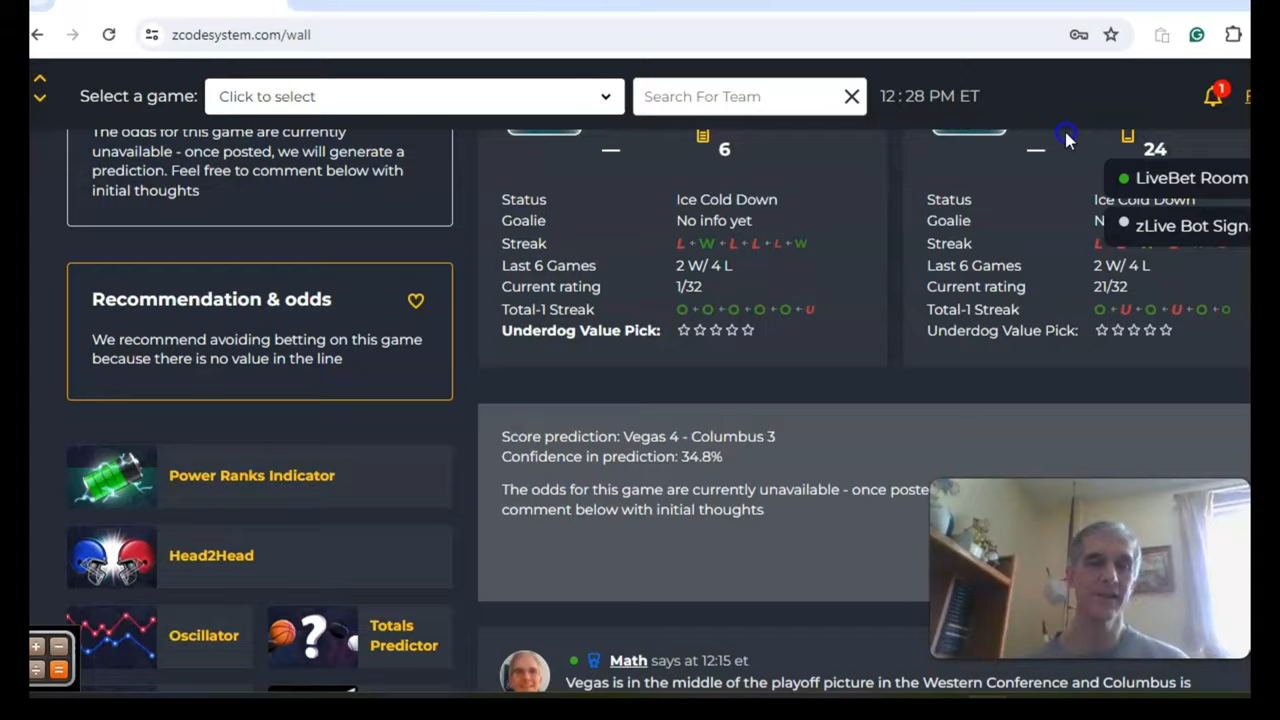 zcodesystem.com/wall
Select a game:
Click to select
Search For Team
12:28 PM ET
1
The odds for this game are currently
unavailable - once posted, we will generate a
prediction. Feel free to comment below with
initial thoughts
Recommendation & odds
We recommend avoiding betting on this game
because there is no value in the line
Power Ranks Indicator
Head2Head
Oscillator
Totals
Predictor
—
6
Status
Ice Cold Down
Goalie
No info yet
Streak
L W L L L W
Last 6 Games
2 W/ 4 L
Current rating
1/32
Total-1 Streak
O O O O O U
Underdog Value Pick: ☆☆☆☆☆
—
24
LiveBet Room
zLive Bot Sign
Status
Ice Cold Down
Goalie
N
Streak
Last 6 Games
2 W/ 4 L
Current rating
21/32
Total-1 Streak
O U O U O O
Underdog Value Pick: ☆☆☆☆☆
Score prediction: Vegas 4 - Columbus 3
Confidence in prediction: 34.8%
The odds for this game are currently unavailable - once poste
comment below with initial thoughts
Math says at 12:15 et
Vegas is in the middle of the playoff picture in the Western Conference and Columbus is